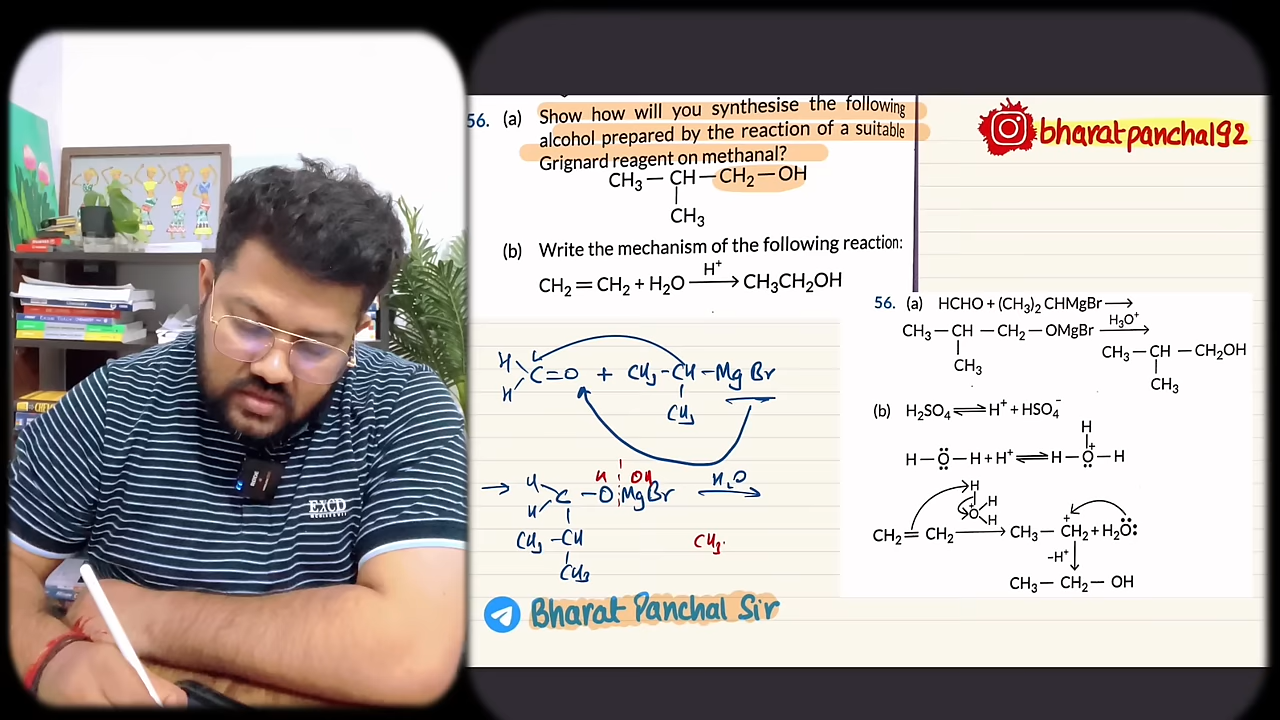 56. (a) Show how will you synthesise the following
alcohol prepared by the reaction of a suitable
Grignard reagent on methanal?
CH₃ — CH — CH₂ — OH
|
CH₃
(b) Write the mechanism of the following reaction:
CH₂ = CH₂ + H₂O —H⁺→ CH₃CH₂OH
H
H
C=O + CH₃-CH-MgBr
|
CH₃
→ H
H
C - O MgBr —H₂O→
H OH
|
CH₃ - CH
|
CH₃
CH₃-
Bharat Panchal Sir
bharatpanchal92
56. (a) HCHO + (CH₃)₂ CHMgBr ⟶
CH₃ — CH — CH₂ — OMgBr —H₃O⁺→
|
CH₃
CH₃ — CH — CH₂OH
|
CH₃
(b) H₂SO₄ ⇌ H⁺ + HSO₄⁻
H — Ö — H + H⁺ ⇌ H — O⁺ — H
H
H
H
O
H
CH₂ = CH₂ ⟶ CH₃ — CH₂⁺ + H₂O:
–H⁺ ↓
CH₃ — CH₂ — OH
EXCD